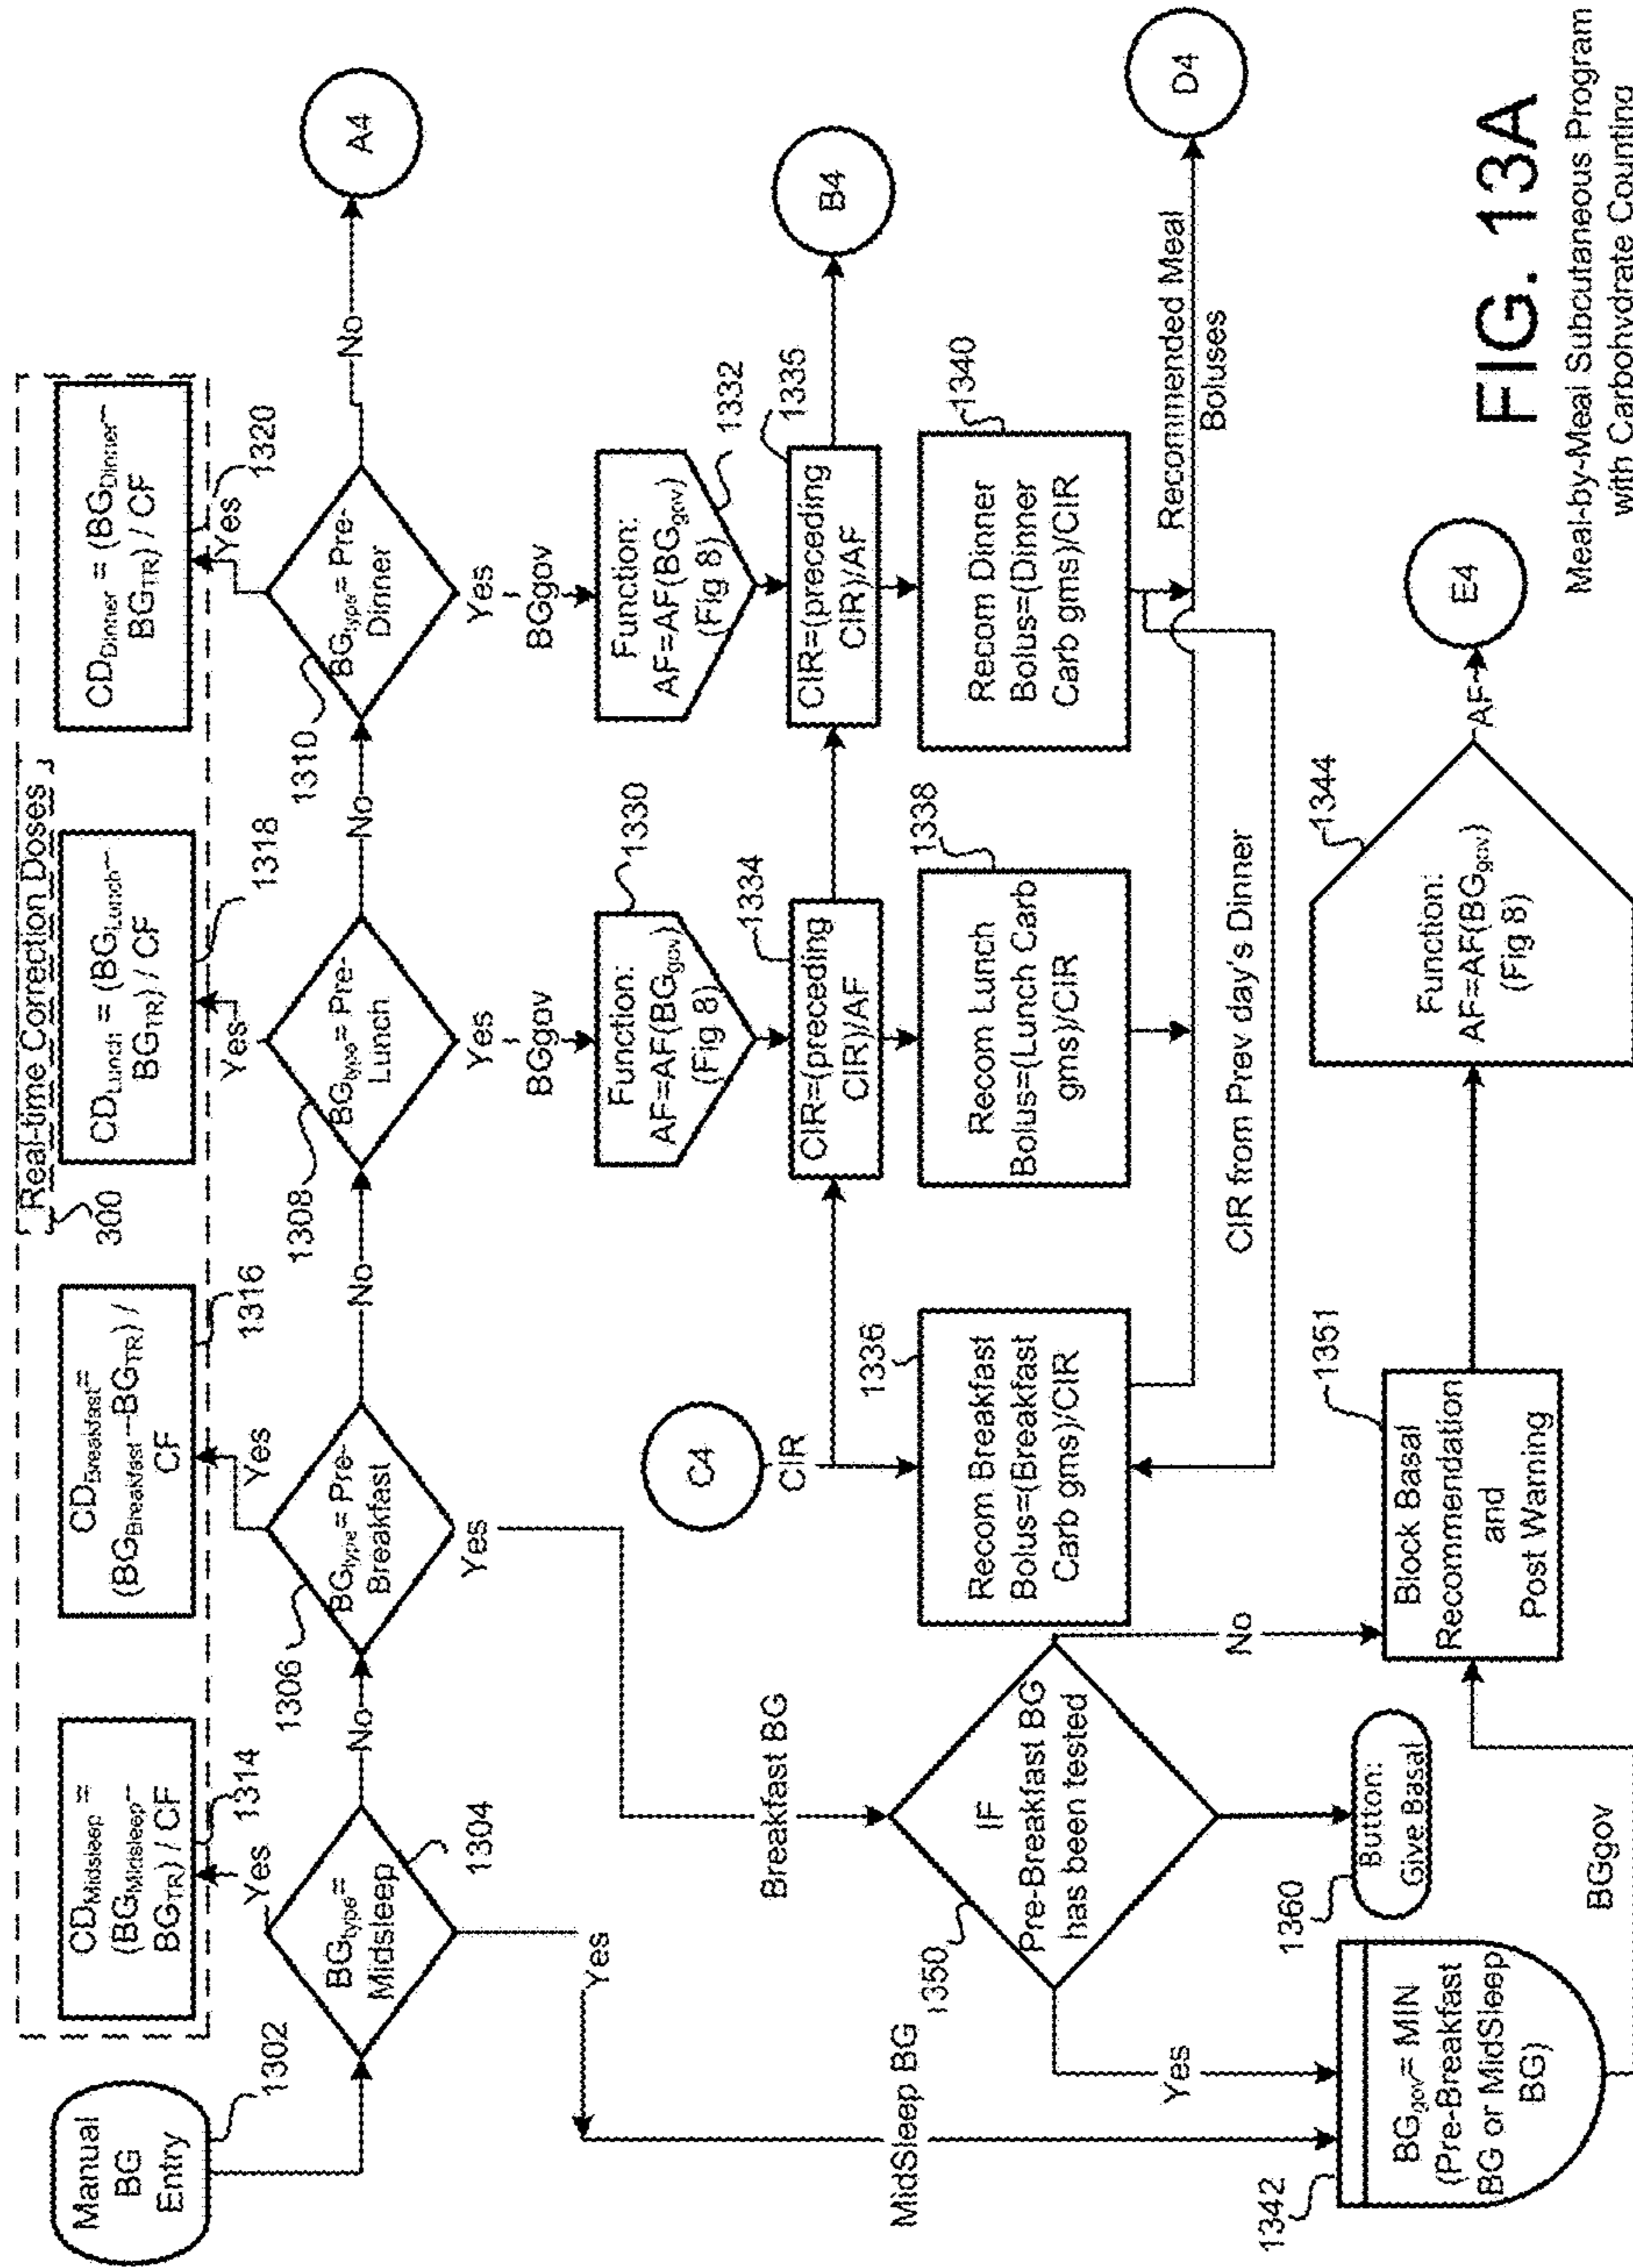 Manual
BG
Entry
1302
Real-time Correction Doses
300
CD_Midsleep =
(BG_Midsleep−
BG_TR) / CF
1314
CD_Breakfast=
(BG_Breakfast−BG_TR) /
CF
1316
CD_Lunch = (BG_Lunch−
BG_TR) / CF
1318
CD_Dinner = (BG_Dinner−
BG_TR) / CF
1320
Yes
Yes
Yes
Yes
BG_type=
Midsleep
1304
No
BG_type= Pre-
Breakfast
1306
No
BG_type= Pre-
Lunch
1308
No
BG_type= Pre-
Dinner
1310
No
A4
Yes
Yes
Yes
Yes
BGgov
BGgov
Function:
AF=AF(BG_gov)
(Fig 8)
1330
Function:
AF=AF(BG_gov)
(Fig 8)
1332
C4
CIR
CIR=(preceding
CIR)/AF
1334
CIR=(preceding
CIR)/AF
1335
B4
Recom Breakfast
Bolus=(Breakfast
Carb gms)/CIR
1336
Recom Lunch
Bolus=(Lunch Carb
gms)/CIR
1338
Recom Dinner
Bolus=(Dinner
Carb gms)/CIR
1340
Recommended Meal
Boluses
D4
CIR from Prev day's Dinner
MidSleep BG
Breakfast BG
IF
Pre-Breakfast BG
has been tested
1350
Yes
No
Button:
Give Basal
1360
BG_gov= MIN
(Pre-Breakfast
BG or MidSleep
BG)
1342
BGgov
Block Basal
Recommendation
and
Post Warning
1351
Function:
AF=AF(BG_gov)
(Fig 8)
1344
AF
E4
FIG. 13A
Meal-by-Meal Subcutaneous Program
with Carbohydrate Counting